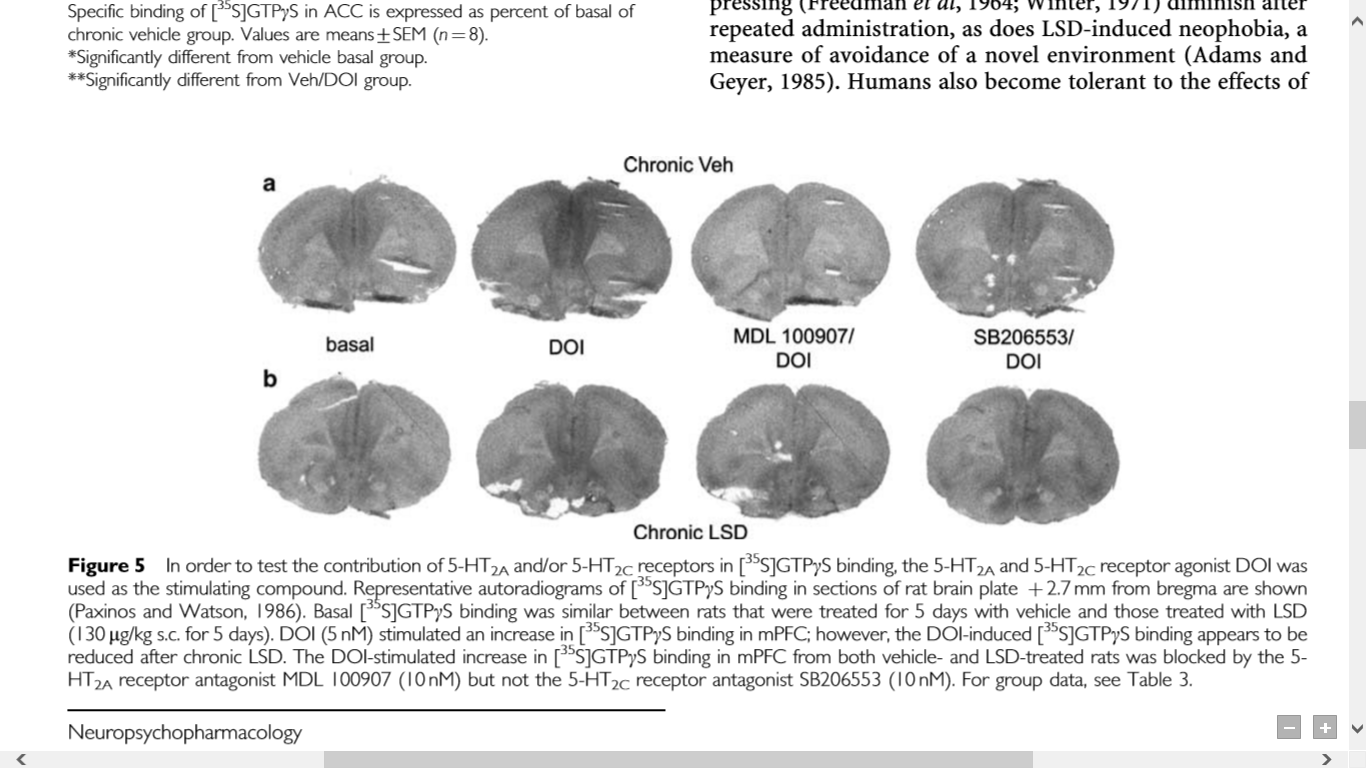 Specific binding of [³⁵S]GTPγS in ACC is expressed as percent of basal of
chronic vehicle group. Values are means±SEM (n=8).
*Significantly different from vehicle basal group.
**Significantly different from Veh/DOI group.
pressing (Freedman et al, 1964; Winter, 1971) diminish after
repeated administration, as does LSD-induced neophobia, a
measure of avoidance of a novel environment (Adams and
Geyer, 1985). Humans also become tolerant to the effects of
Chronic Veh
a
basal
DOI
MDL 100907/
DOI
SB206553/
DOI
b
Chronic LSD
Figure 5 In order to test the contribution of 5-HT₂A and/or 5-HT₂C receptors in [³⁵S]GTPγS binding, the 5-HT₂A and 5-HT₂C receptor agonist DOI was
used as the stimulating compound. Representative autoradiograms of [³⁵S]GTPγS binding in sections of rat brain plate +2.7 mm from bregma are shown
(Paxinos and Watson, 1986). Basal [³⁵S]GTPγS binding was similar between rats that were treated for 5 days with vehicle and those treated with LSD
(130 μg/kg s.c. for 5 days). DOI (5 nM) stimulated an increase in [³⁵S]GTPγS binding in mPFC; however, the DOI-induced [³⁵S]GTPγS binding appears to be
reduced after chronic LSD. The DOI-stimulated increase in [³⁵S]GTPγS binding in mPFC from both vehicle- and LSD-treated rats was blocked by the 5-
HT₂A receptor antagonist MDL 100907 (10 nM) but not the 5-HT₂C receptor antagonist SB206553 (10 nM). For group data, see Table 3.
Neuropsychopharmacology